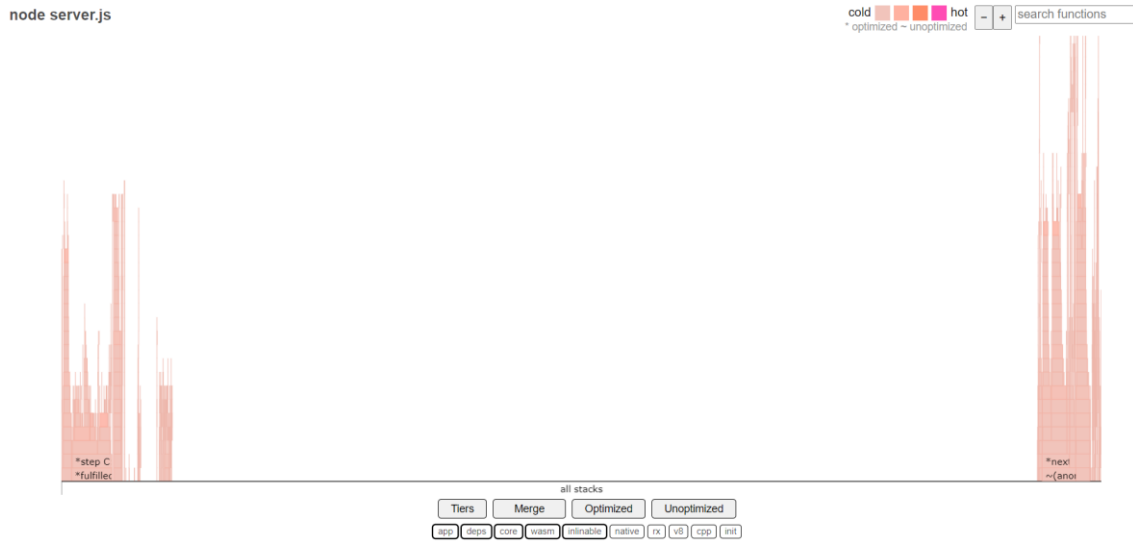 node server.js
cold hot
* optimized ~ unoptimized
− +
search functions
*step C
*fulfilled
*next
~(anon
all stacks
Tiers Merge Optimized Unoptimized
app deps core wasm inlinable native rx v8 cpp init